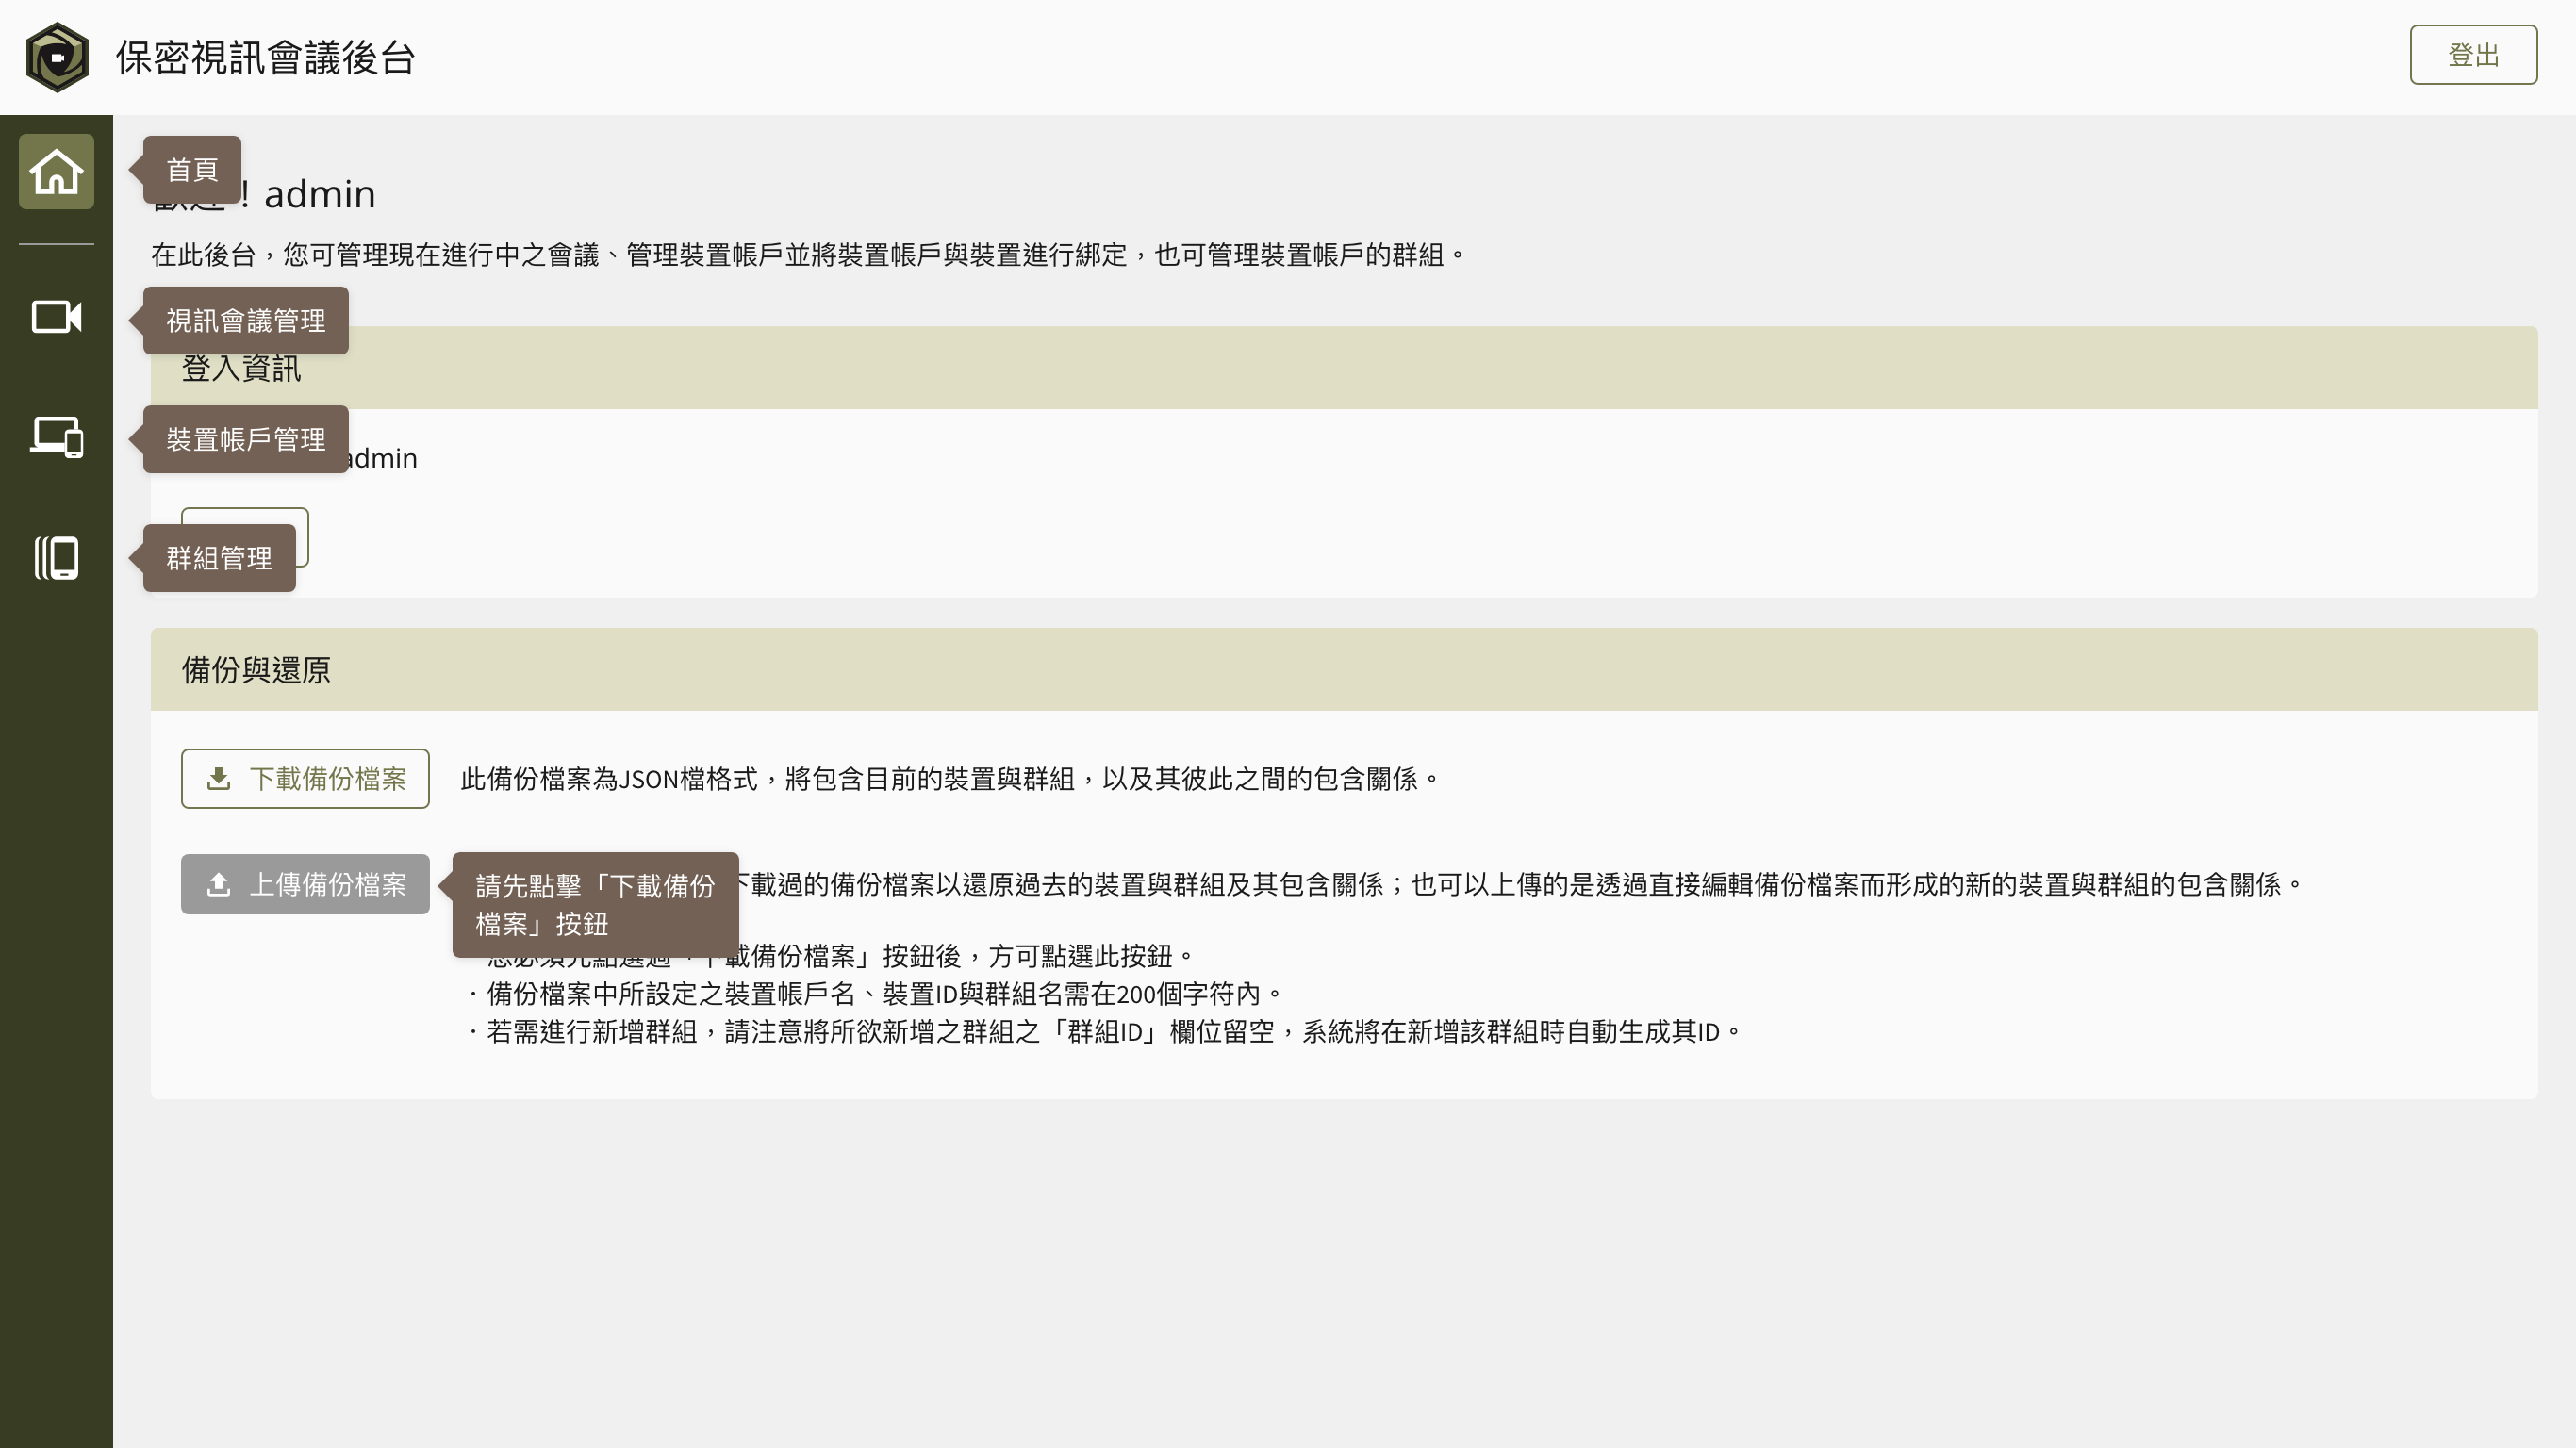 保密視訊會議後台
登出
首頁
！admin
在此後台，您可管理現在進行中之會議、管理裝置帳戶並將裝置帳戶與裝置進行綁定，也可管理裝置帳戶的群組。
視訊會議管理
登入資訊
裝置帳戶管理
admin
群組管理
備份與還原
下載備份檔案
此備份檔案為JSON檔格式，將包含目前的裝置與群組，以及其彼此之間的包含關係。
上傳備份檔案
請先點擊「下載備份
檔案」按鈕
下載過的備份檔案以還原過去的裝置與群組及其包含關係；也可以上傳的是透過直接編輯備份檔案而形成的新的裝置與群組的包含關係。
您必須先點選過「下載備份檔案」按鈕後，方可點選此按鈕。
· 備份檔案中所設定之裝置帳戶名、裝置ID與群組名需在200個字符內。
· 若需進行新增群組，請注意將所欲新增之群組之「群組ID」欄位留空，系統將在新增該群組時自動生成其ID。